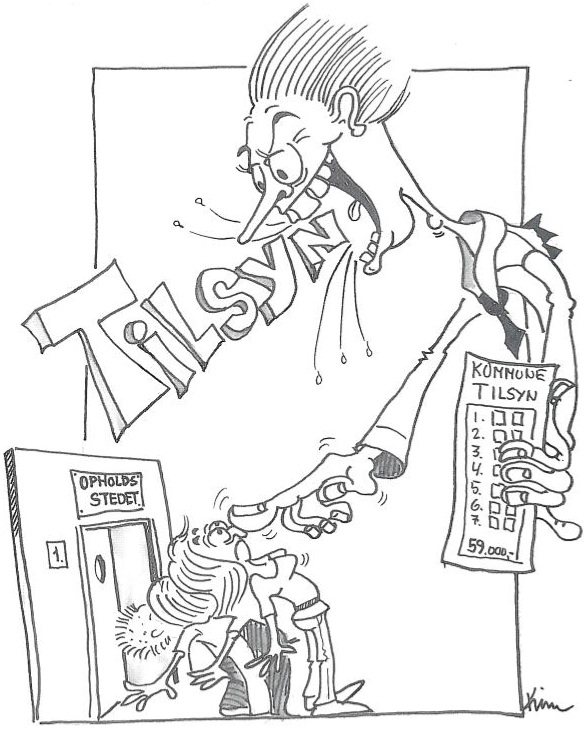 TiLSYN
KOMMUNE
TILSYN
1.
2.
3.
4.
5.
6.
7.
59.000,-
OPHOLDS
STEDET.
1.
Kim